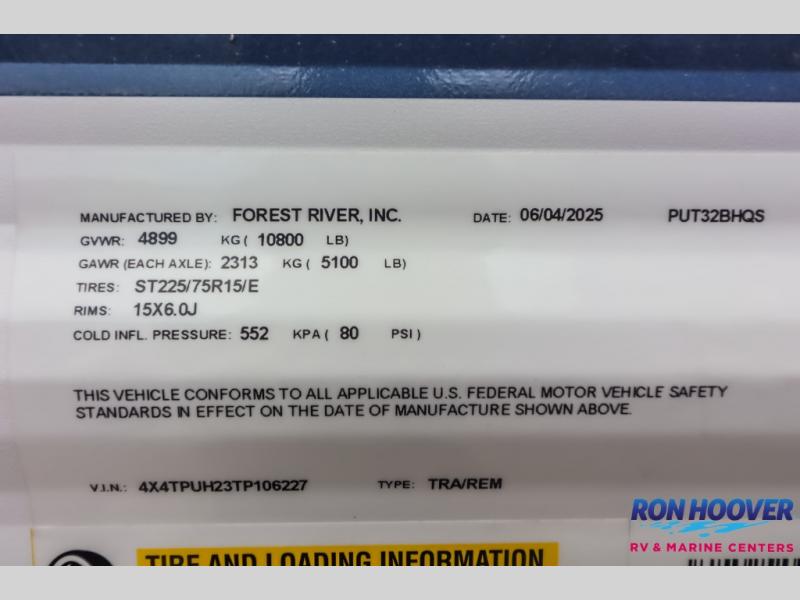 MANUFACTURED BY: FOREST RIVER, INC. DATE: 06/04/2025 PUT32BHQS
GVWR: 4899 KG ( 10800 LB)
GAWR (EACH AXLE): 2313 KG ( 5100 LB)
TIRES: ST225/75R15/E
RIMS: 15X6.0J
COLD INFL. PRESSURE: 552 KPA ( 80 PSI )
THIS VEHICLE CONFORMS TO ALL APPLICABLE U.S. FEDERAL MOTOR VEHICLE SAFETY
STANDARDS IN EFFECT ON THE DATE OF MANUFACTURE SHOWN ABOVE.
V.I.N.: 4X4TPUH23TP106227 TYPE: TRA/REM
RON HOOVER
RV & MARINE CENTERS
TIRE AND LOADING INFORMATION